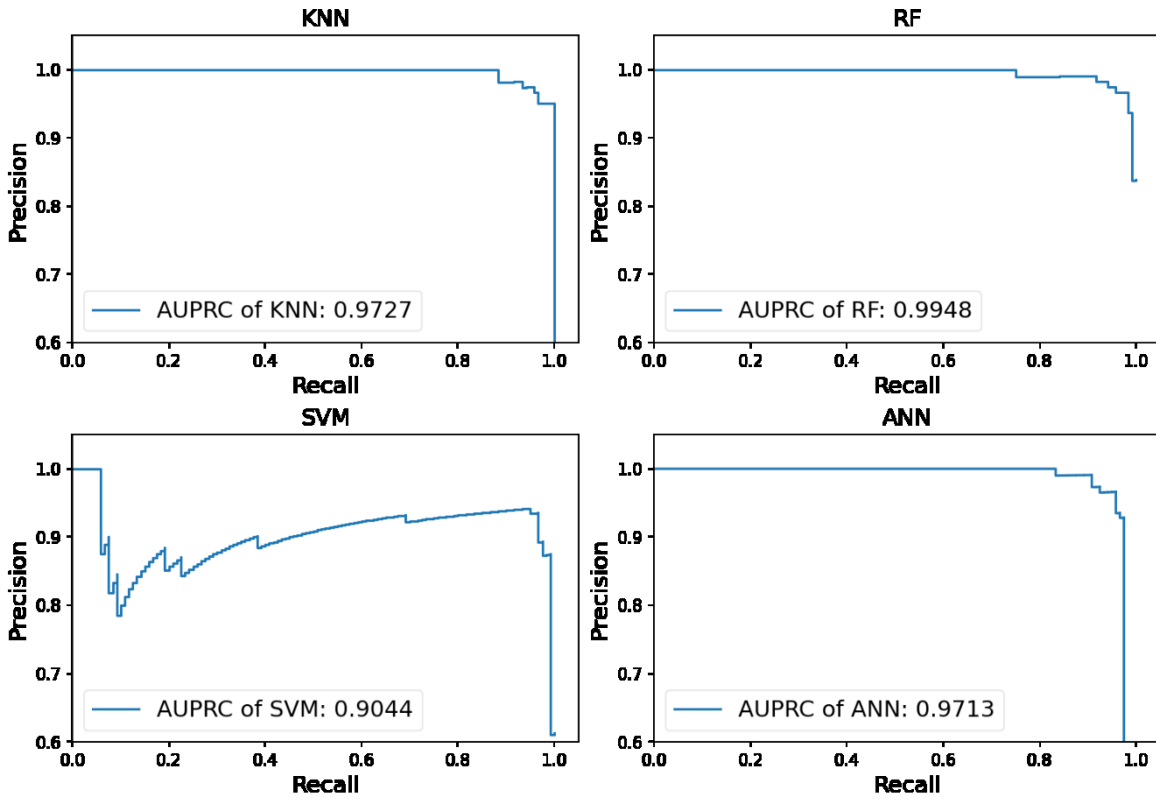 KNN
1.0
0.9
0.8
0.7
0.6
Precision
AUPRC of KNN: 0.9727
0.0 0.2 0.4 0.6 0.8 1.0
Recall
RF
1.0
0.9
0.8
0.7
0.6
Precision
AUPRC of RF: 0.9948
0.0 0.2 0.4 0.6 0.8 1.0
Recall
SVM
1.0
0.9
0.8
0.7
0.6
Precision
AUPRC of SVM: 0.9044
0.0 0.2 0.4 0.6 0.8 1.0
Recall
ANN
1.0
0.9
0.8
0.7
0.6
Precision
AUPRC of ANN: 0.9713
0.0 0.2 0.4 0.6 0.8 1.0
Recall